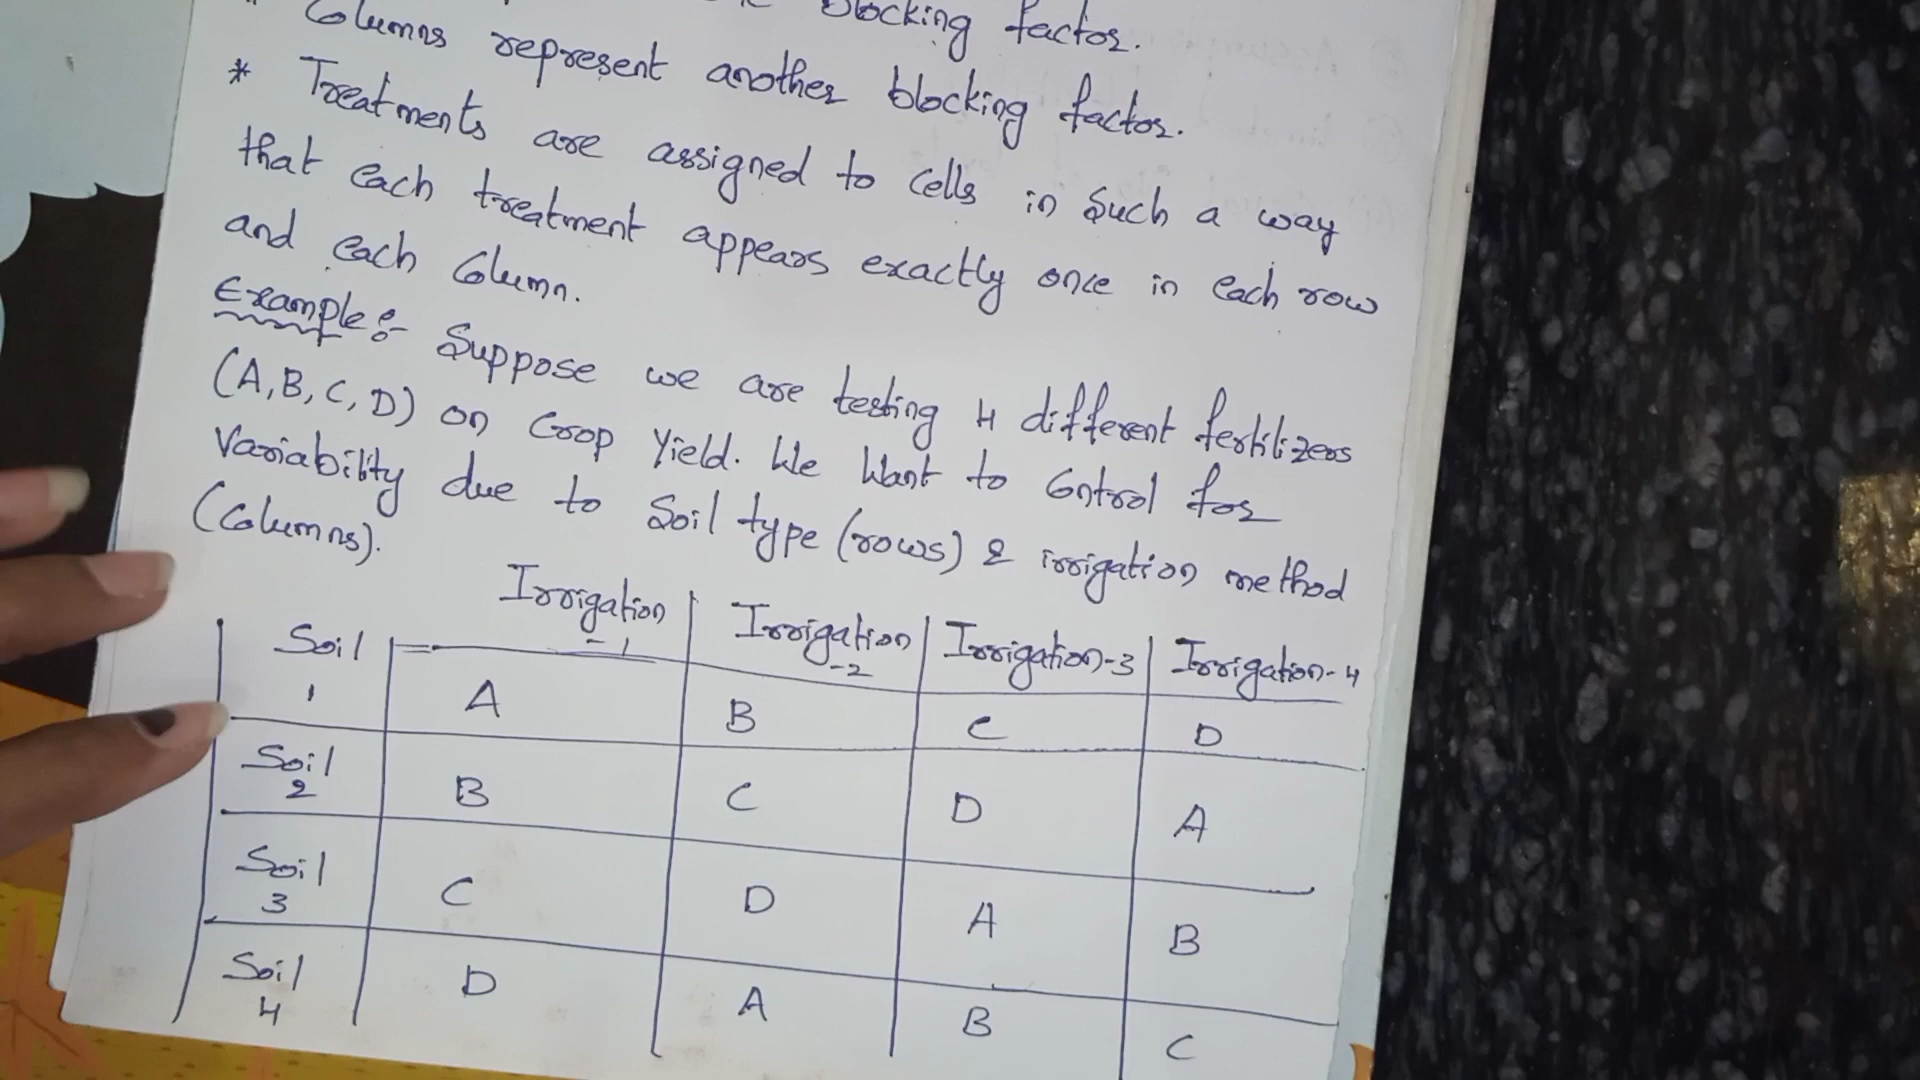 blocking factor.
* Columns represent another blocking factor.
* Treatments are assigned to cells in such a way
that each treatment appears exactly once in each row
and each column.
Example:- Suppose we are testing 4 different fertilizers
(A, B, C, D) on crop yield. We want to control for
variability due to soil type (rows) & irrigation method
(columns).
Irrigation -1 Irrigation -2 Irrigation-3 Irrigation-4
Soil 1 A B C D
Soil 2 B C D A
Soil 3 C D A B
Soil 4 D A B C